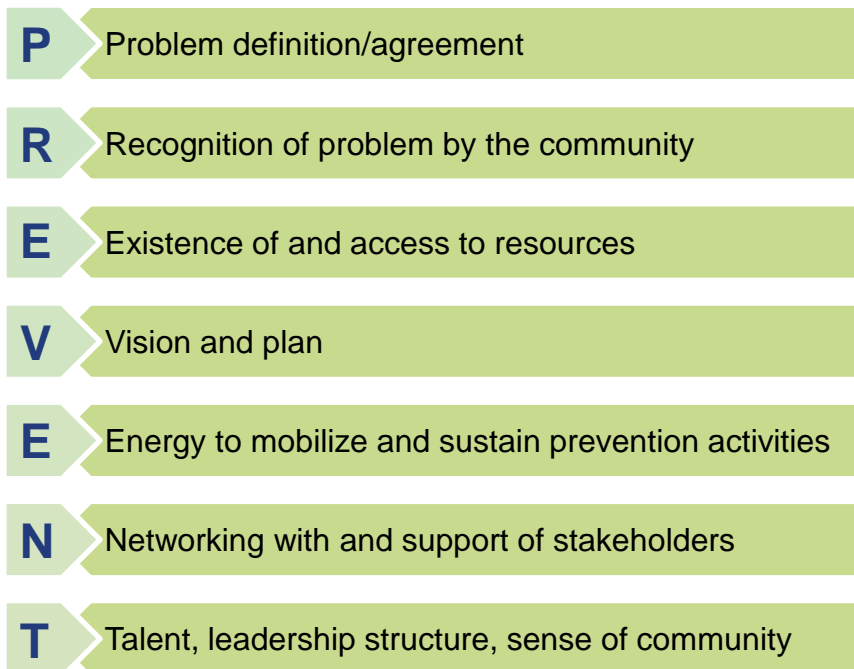 P Problem definition/agreement
R Recognition of problem by the community
E Existence of and access to resources
V Vision and plan
E Energy to mobilize and sustain prevention activities
N Networking with and support of stakeholders
T Talent, leadership structure, sense of community